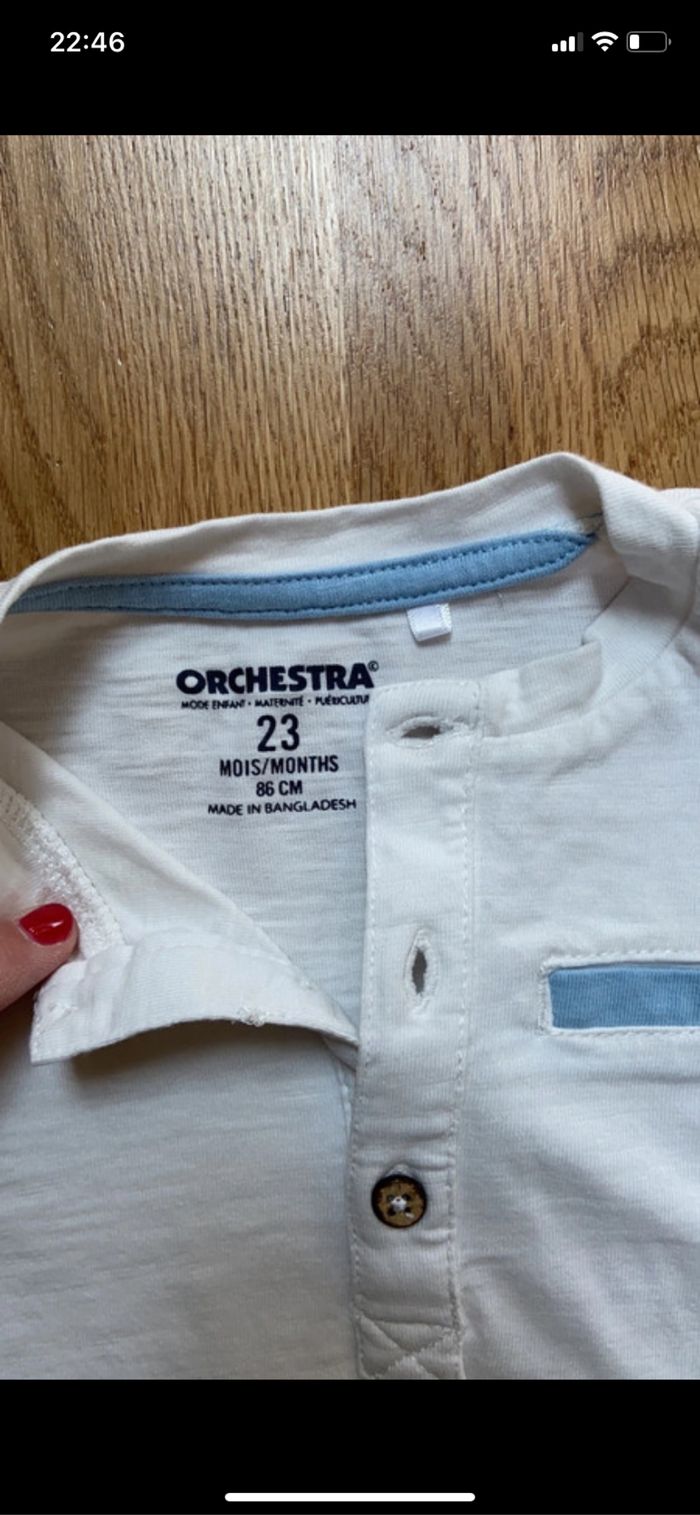 22:46
ORCHESTRA©
MODE ENFANT • MATERNITÉ •
23
MOIS/MONTHS
86 CM
MADE IN BANGLADESH